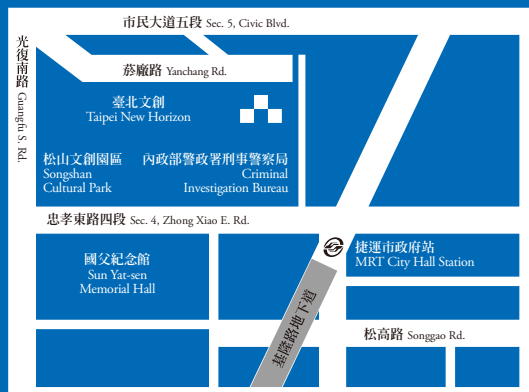 市民大道五段 Sec. 5, Civic Blvd.
光復南路 Guangfu S. Rd.
菸廠路 Yanchang Rd.
臺北文創
Taipei New Horizon
松山文創園區
Songshan
Cultural Park
內政部警政署刑事警察局
Criminal
Investigation Bureau
忠孝東路四段 Sec. 4, Zhong Xiao E. Rd.
國父紀念館
Sun Yat-sen
Memorial Hall
捷運市政府站
MRT City Hall Station
基隆路地下道
松高路 Songgao Rd.